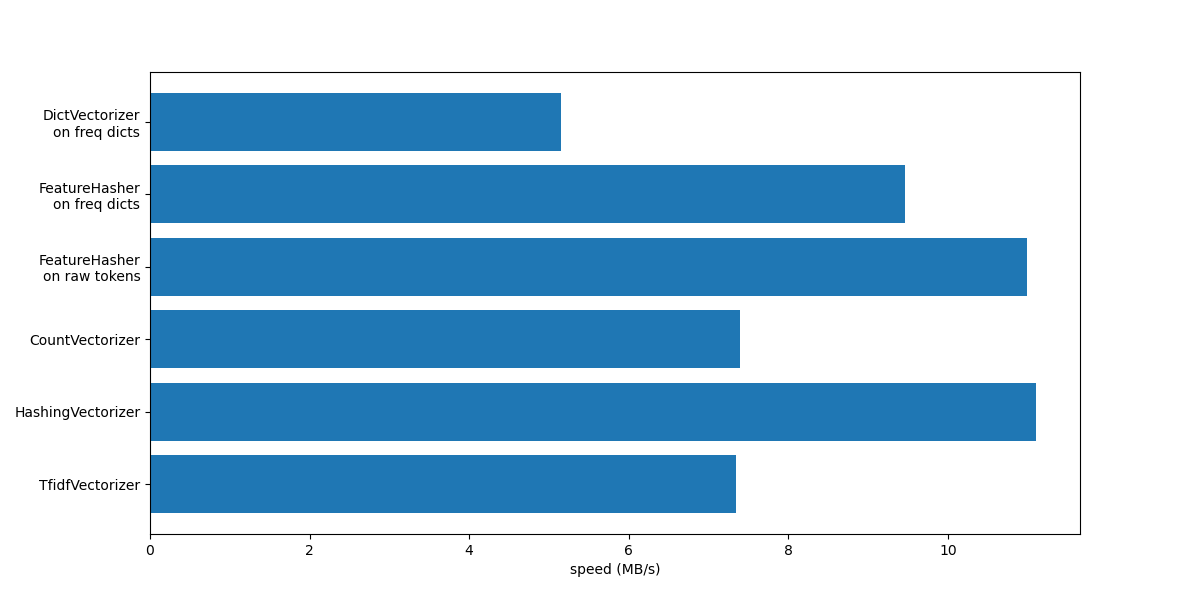 DictVectorizer
on freq dicts
FeatureHasher
on freq dicts
FeatureHasher
on raw tokens
CountVectorizer
HashingVectorizer
TfidfVectorizer
0 2 4 6 8 10
speed (MB/s)